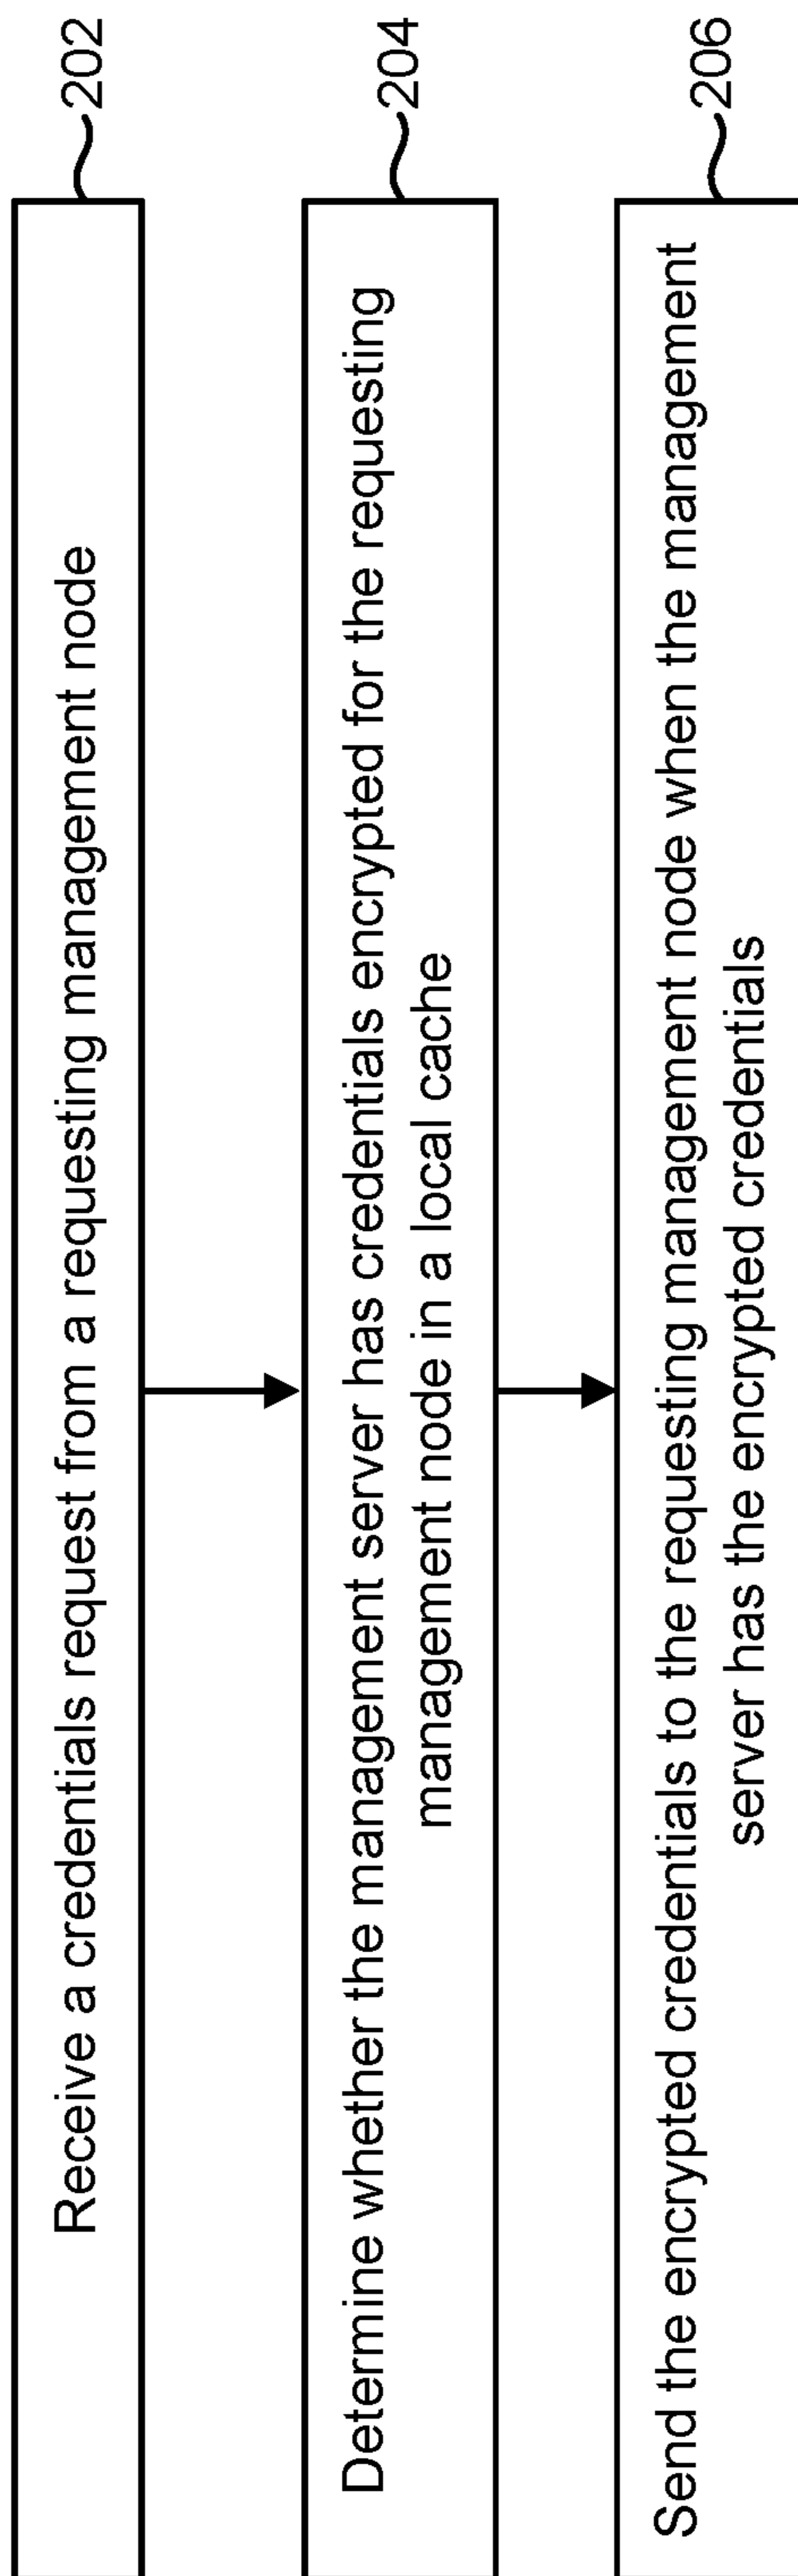 Receive a credentials request from a requesting management node
202
Determine whether the management server has credentials encrypted for the requesting
management node in a local cache
204
Send the encrypted credentials to the requesting management node when the management
server has the encrypted credentials
206